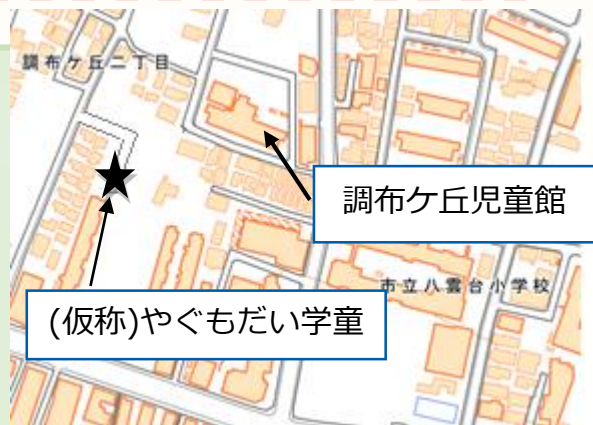 調布ケ丘二丁目
調布ケ丘児童館
市立八雲台小学校
(仮称)やぐもだい学童